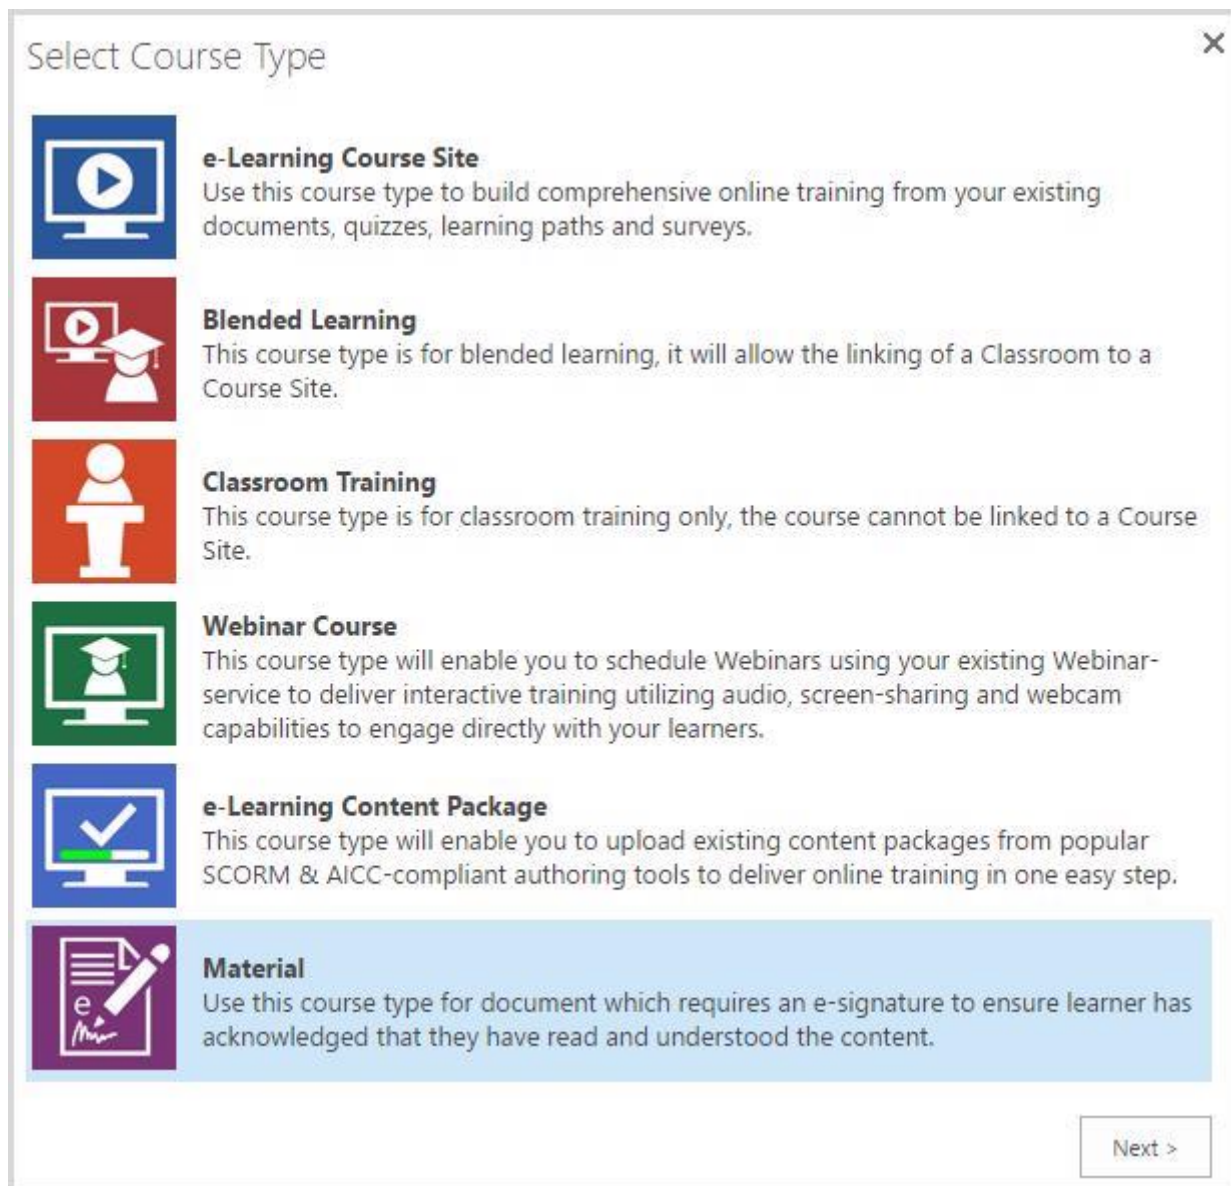 Select Course Type
e-Learning Course Site
Use this course type to build comprehensive online training from your existing
documents, quizzes, learning paths and surveys.
Blended Learning
This course type is for blended learning, it will allow the linking of a Classroom to a
Course Site.
Classroom Training
This course type is for classroom training only, the course cannot be linked to a Course
Site.
Webinar Course
This course type will enable you to schedule Webinars using your existing Webinar-
service to deliver interactive training utilizing audio, screen-sharing and webcam
capabilities to engage directly with your learners.
e-Learning Content Package
This course type will enable you to upload existing content packages from popular
SCORM & AICC-compliant authoring tools to deliver online training in one easy step.
e
Material
Use this course type for document which requires an e-signature to ensure learner has
acknowledged that they have read and understood the content.
Next >